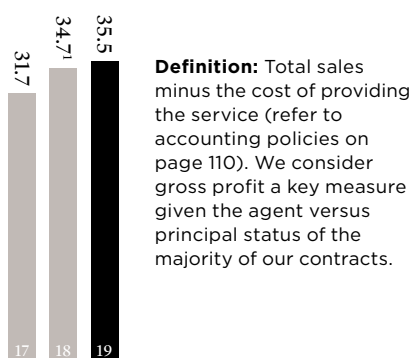 31.7
34.7¹
35.5
17
18
19
Definition: Total sales
minus the cost of providing
the service (refer to
accounting policies on
page 110). We consider
gross profit a key measure
given the agent versus
principal status of the
majority of our contracts.